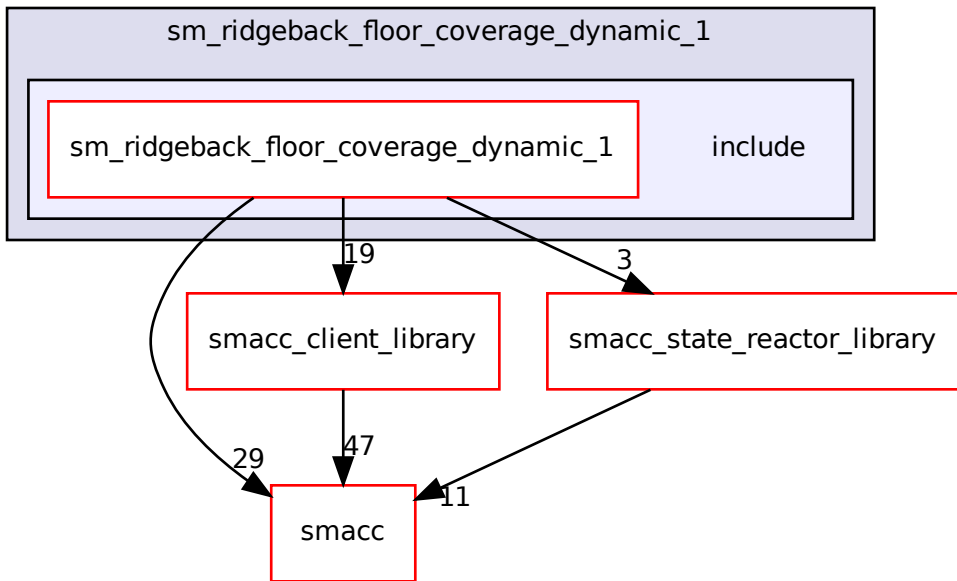 sm_ridgeback_floor_coverage_dynamic_1
sm_ridgeback_floor_coverage_dynamic_1
include
19
3
smacc_client_library
smacc_state_reactor_library
29
47
11
smacc